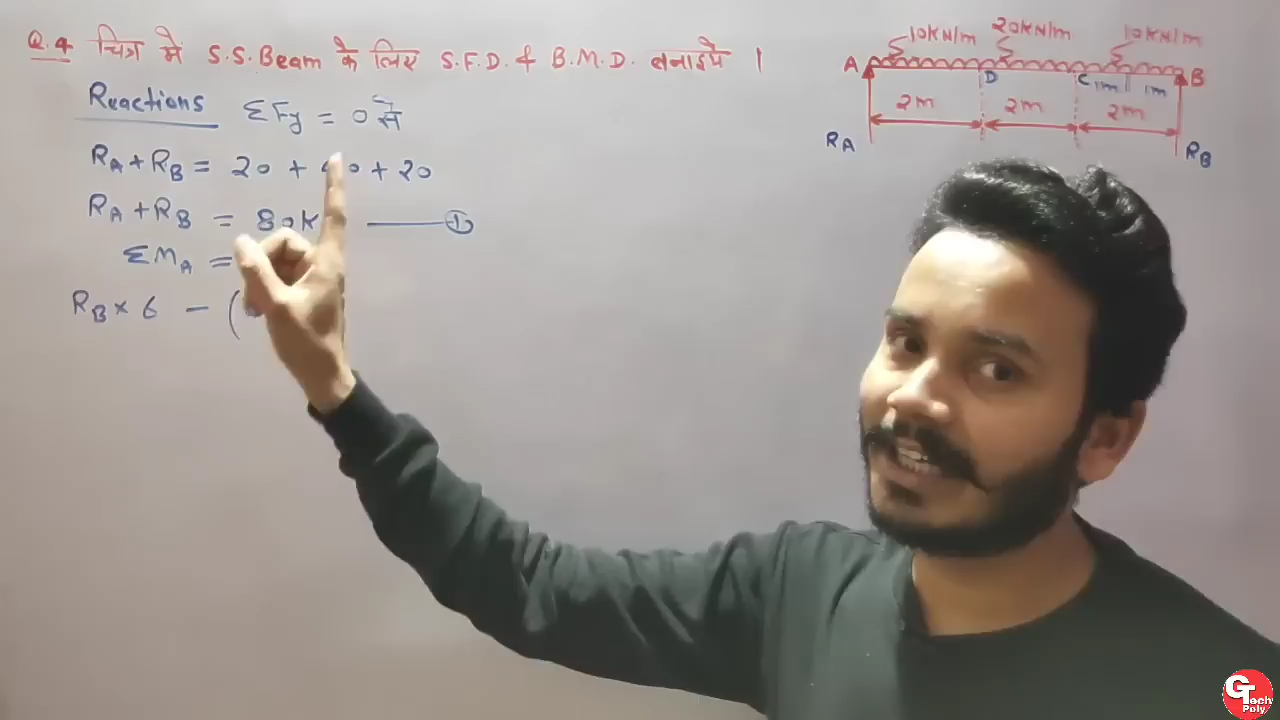 Q.4 चित्र मे S.S.Beam के लिए S.F.D. & B.M.D. बनाइये ।
10kN/m 20kN/m 10kN/m
A D C 1m 1m B
2m 2m 2m
RA RB
Reactions ΣFy = 0 से
RA + RB = 20 + 40 + 20
RA + RB = 80k ——— ①
ΣMA =
RB × 6 – (
GTech Poly